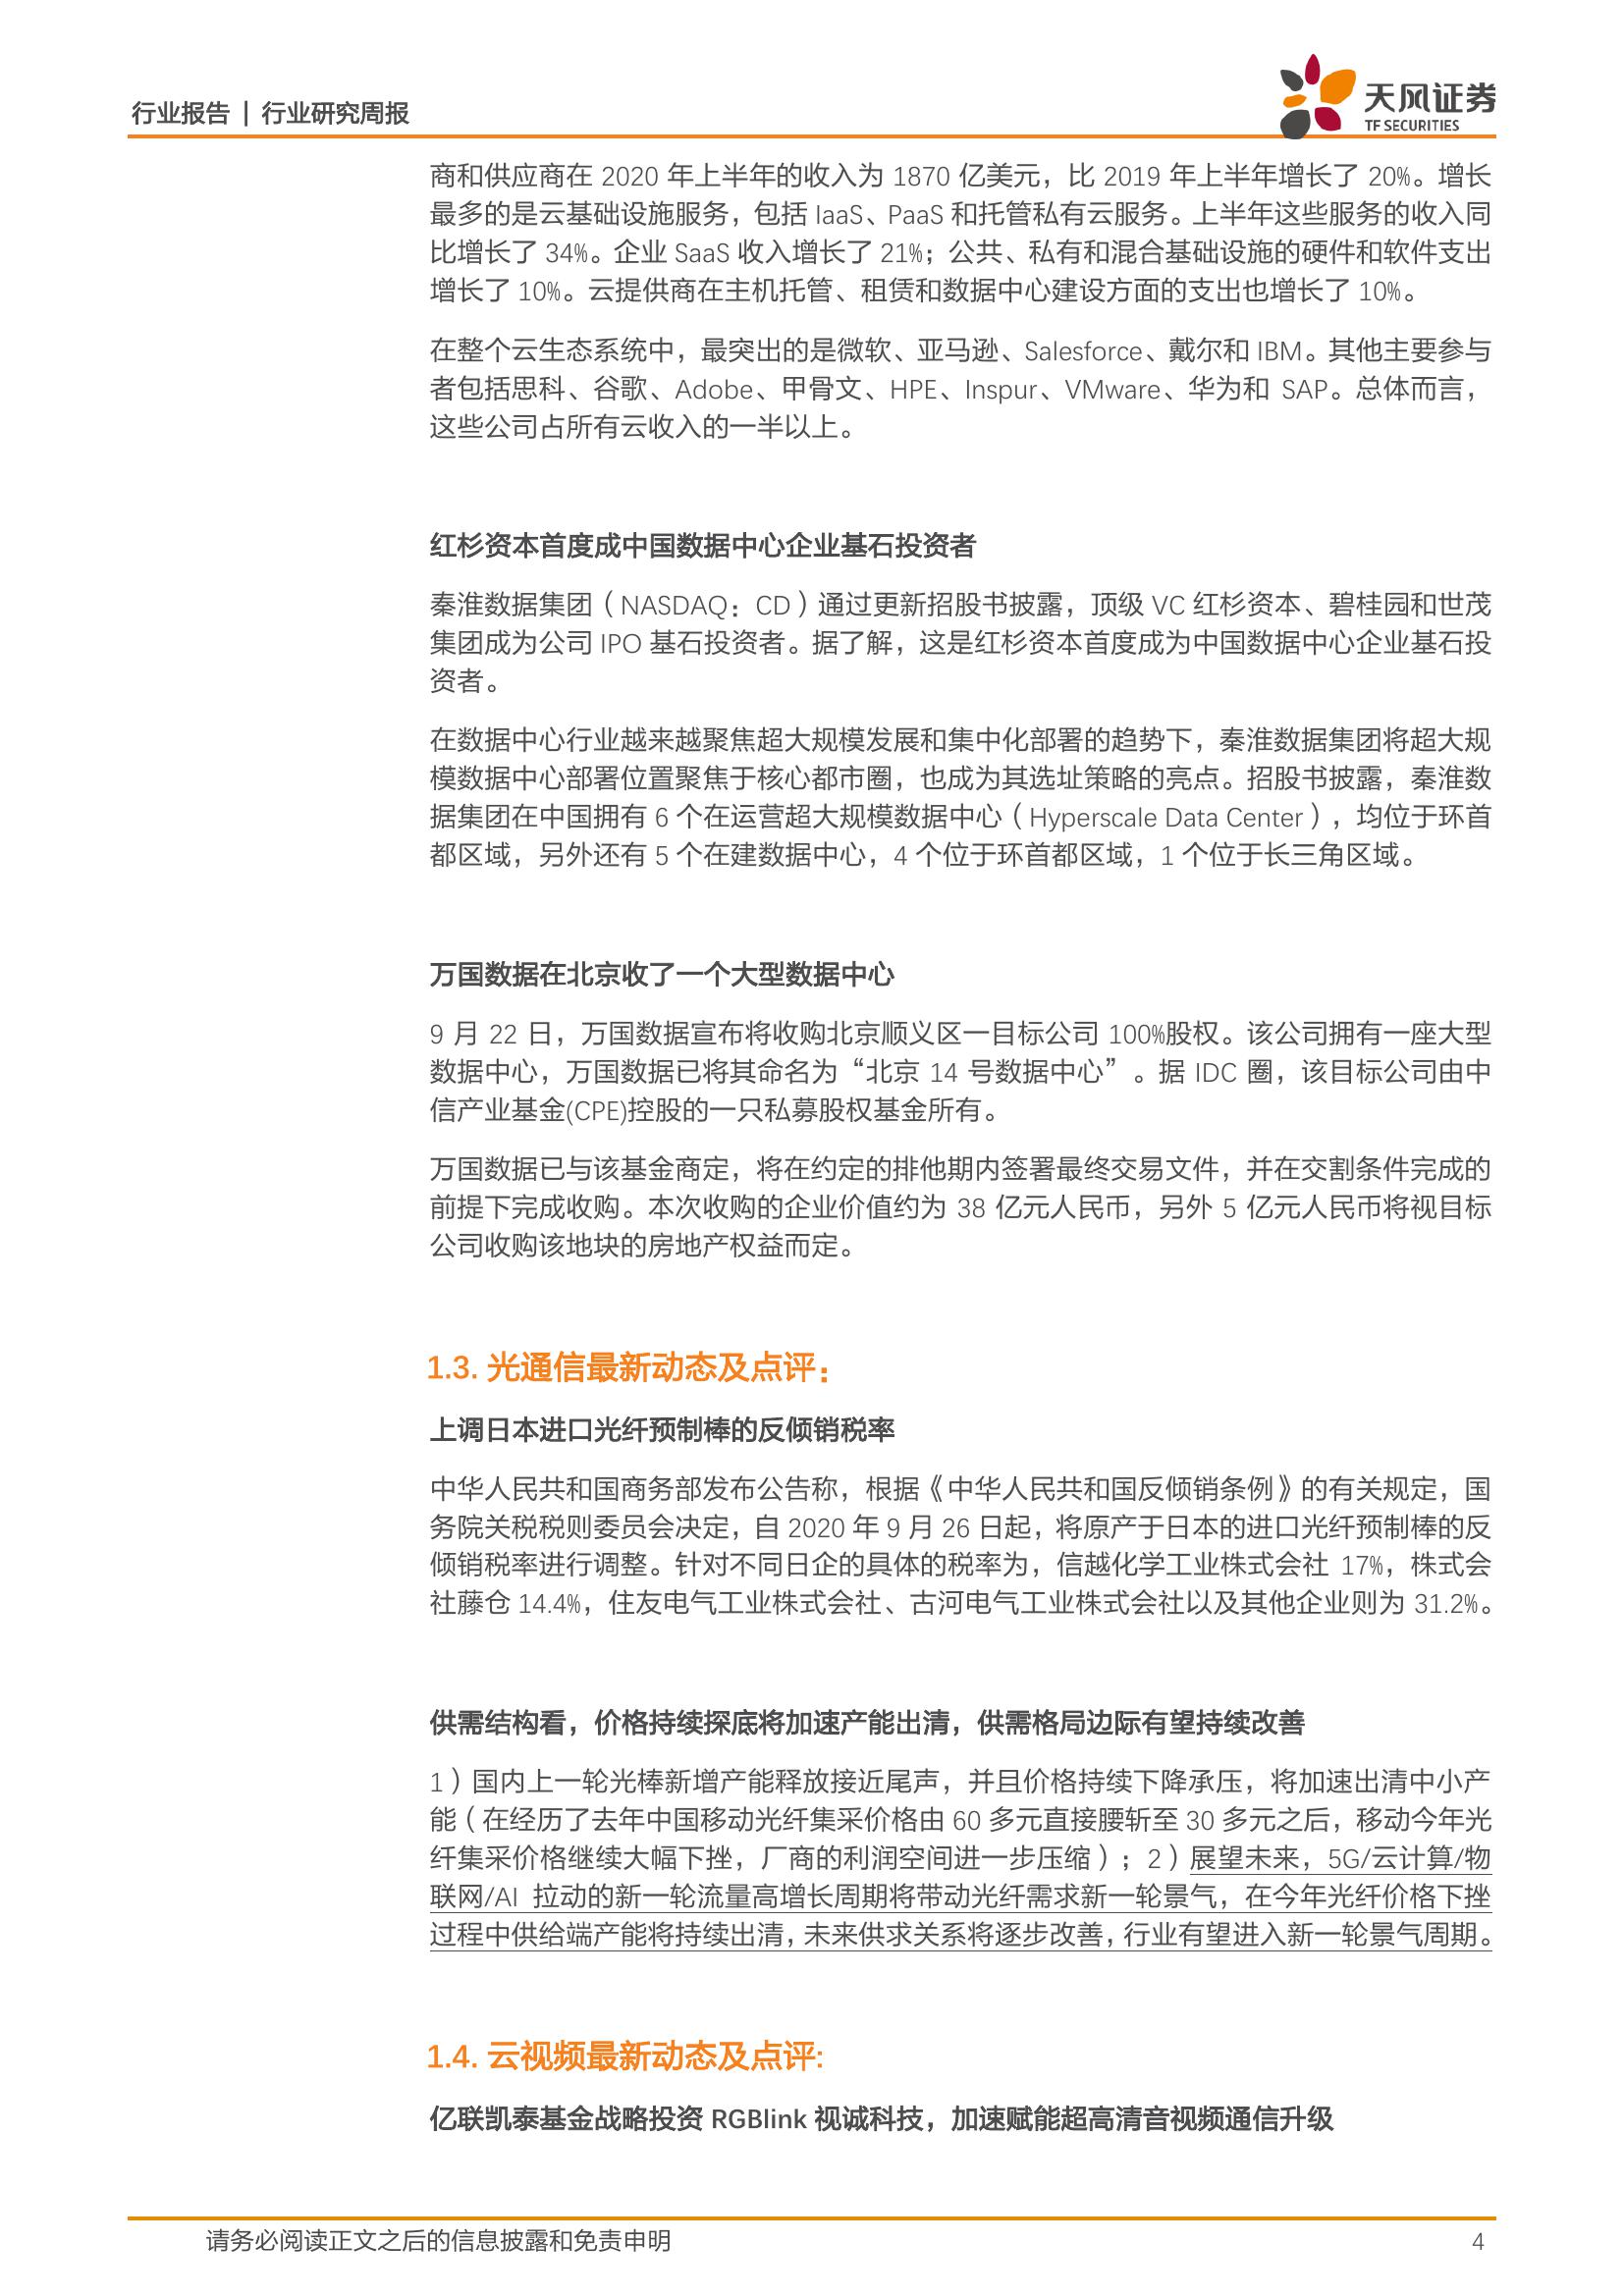 行业报告 | 行业研究周报
天风证券
TF SECURITIES
商和供应商在 2020 年上半年的收入为 1870 亿美元，比 2019 年上半年增长了 20%。增长
最多的是云基础设施服务，包括 IaaS、PaaS 和托管私有云服务。上半年这些服务的收入同
比增长了 34%。企业 SaaS 收入增长了 21%；公共、私有和混合基础设施的硬件和软件支出
增长了 10%。云提供商在主机托管、租赁和数据中心建设方面的支出也增长了 10%。
在整个云生态系统中，最突出的是微软、亚马逊、Salesforce、戴尔和 IBM。其他主要参与
者包括思科、谷歌、Adobe、甲骨文、HPE、Inspur、VMware、华为和 SAP。总体而言，
这些公司占所有云收入的一半以上。
红杉资本首度成中国数据中心企业基石投资者
秦淮数据集团（NASDAQ：CD）通过更新招股书披露，顶级 VC 红杉资本、碧桂园和世茂
集团成为公司 IPO 基石投资者。据了解，这是红杉资本首度成为中国数据中心企业基石投
资者。
在数据中心行业越来越聚焦超大规模发展和集中化部署的趋势下，秦淮数据集团将超大规
模数据中心部署位置聚焦于核心都市圈，也成为其选址策略的亮点。招股书披露，秦淮数
据集团在中国拥有 6 个在运营超大规模数据中心（Hyperscale Data Center），均位于环首
都区域，另外还有 5 个在建数据中心，4 个位于环首都区域，1 个位于长三角区域。
万国数据在北京收了一个大型数据中心
9 月 22 日，万国数据宣布将收购北京顺义区一目标公司 100%股权。该公司拥有一座大型
数据中心，万国数据已将其命名为“北京 14 号数据中心”。据 IDC 圈，该目标公司由中
信产业基金(CPE)控股的一只私募股权基金所有。
万国数据已与该基金商定，将在约定的排他期内签署最终交易文件，并在交割条件完成的
前提下完成收购。本次收购的企业价值约为 38 亿元人民币，另外 5 亿元人民币将视目标
公司收购该地块的房地产权益而定。
1.3. 光通信最新动态及点评：
上调日本进口光纤预制棒的反倾销税率
中华人民共和国商务部发布公告称，根据《中华人民共和国反倾销条例》的有关规定，国
务院关税税则委员会决定，自 2020 年 9 月 26 日起，将原产于日本的进口光纤预制棒的反
倾销税率进行调整。针对不同日企的具体的税率为，信越化学工业株式会社 17%，株式会
社藤仓 14.4%，住友电气工业株式会社、古河电气工业株式会社以及其他企业则为 31.2%。
供需结构看，价格持续探底将加速产能出清，供需格局边际有望持续改善
1）国内上一轮光棒新增产能释放接近尾声，并且价格持续下降承压，将加速出清中小产
能（在经历了去年中国移动光纤集采价格由 60 多元直接腰斩至 30 多元之后，移动今年光
纤集采价格继续大幅下挫，厂商的利润空间进一步压缩）；2）展望未来，5G/云计算/物
联网/AI 拉动的新一轮流量高增长周期将带动光纤需求新一轮景气，在今年光纤价格下挫
过程中供给端产能将持续出清，未来供求关系将逐步改善，行业有望进入新一轮景气周期。
1.4. 云视频最新动态及点评:
亿联凯泰基金战略投资 RGBlink 视诚科技，加速赋能超高清音视频通信升级
请务必阅读正文之后的信息披露和免责申明
4